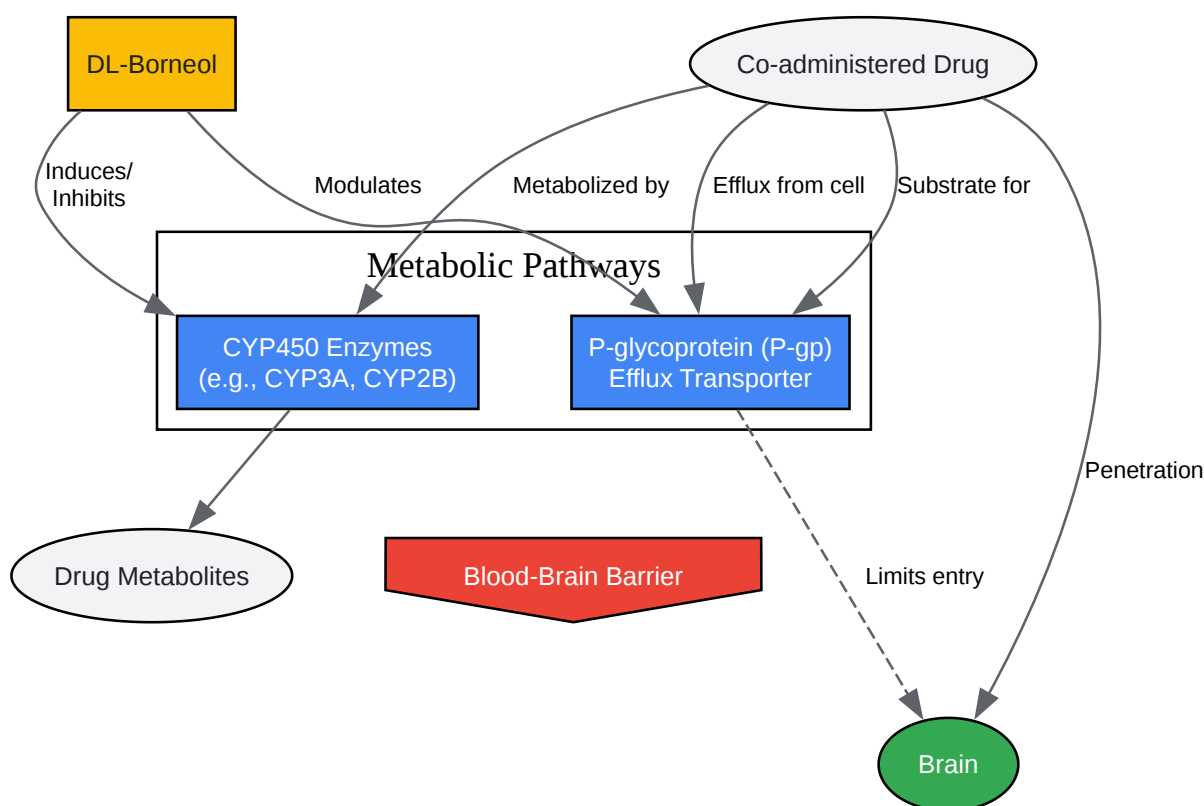 DL-Borneol
Co-administered Drug
Induces/
Inhibits
Modulates
Metabolized by
Efflux from cell
Substrate for
Metabolic Pathways
CYP450 Enzymes
(e.g., CYP3A, CYP2B)
P-glycoprotein (P-gp)
Efflux Transporter
Penetration
Drug Metabolites
Blood-Brain Barrier
Limits entry
Brain